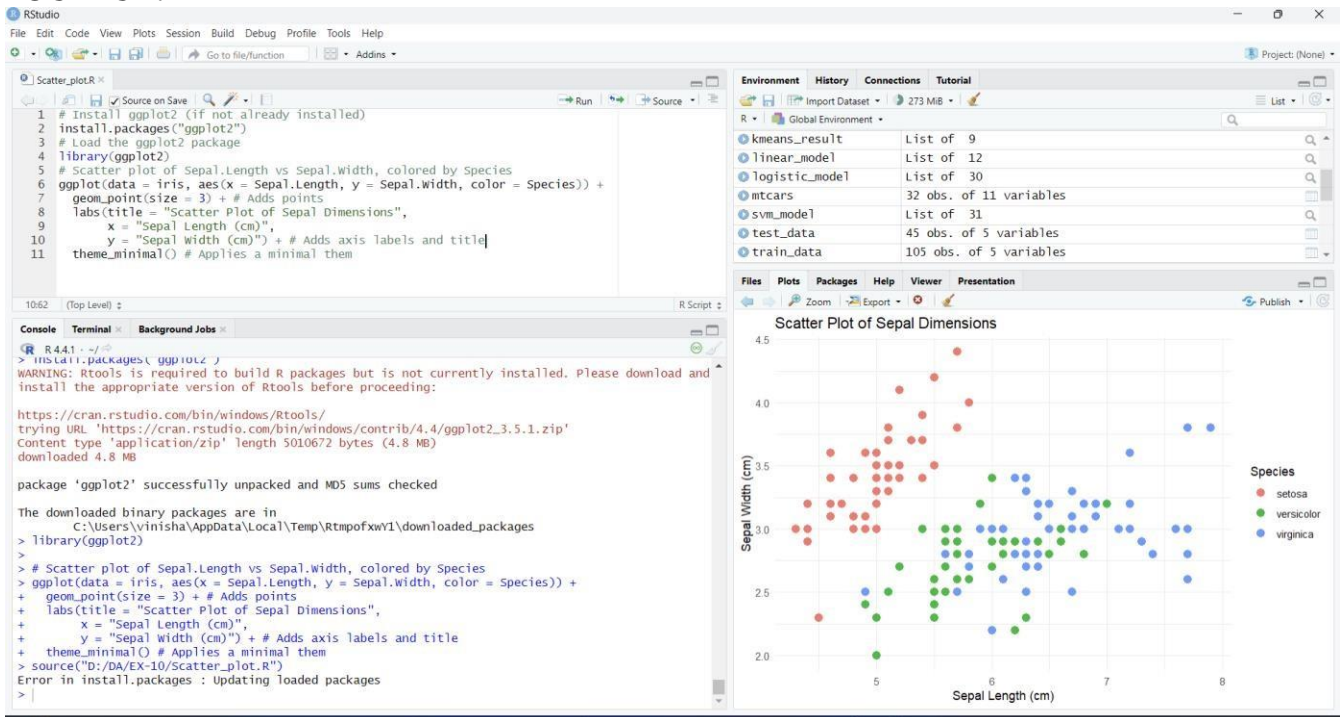 RStudio
File Edit Code View Plots Session Build Debug Profile Tools Help
Go to file/function Addins Project: (None)
Scatter_plot.R
Source on Save Run Source
1 # Install ggplot2 (if not already installed)
2 install.packages("ggplot2")
3 # Load the ggplot2 package
4 library(ggplot2)
5 # Scatter plot of Sepal.Length vs Sepal.Width, colored by Species
6 ggplot(data = iris, aes(x = Sepal.Length, y = Sepal.Width, color = Species)) +
7 geom_point(size = 3) + # Adds points
8 labs(title = "Scatter Plot of Sepal Dimensions",
9 x = "Sepal Length (cm)",
10 y = "Sepal Width (cm)") + # Adds axis labels and title
11 theme_minimal() # Applies a minimal them
10:62 (Top Level) R Script
Console Terminal Background Jobs
R 4.4.1 · ~/
> install.packages("ggplot2")
WARNING: Rtools is required to build R packages but is not currently installed. Please download and
install the appropriate version of Rtools before proceeding:
https://cran.rstudio.com/bin/windows/Rtools/
trying URL 'https://cran.rstudio.com/bin/windows/contrib/4.4/ggplot2_3.5.1.zip'
Content type 'application/zip' length 5010672 bytes (4.8 MB)
downloaded 4.8 MB
package 'ggplot2' successfully unpacked and MD5 sums checked
The downloaded binary packages are in
C:\Users\vinisha\AppData\Local\Temp\RtmpofxwY1\downloaded_packages
> library(ggplot2)
>
> # Scatter plot of Sepal.Length vs Sepal.Width, colored by Species
> ggplot(data = iris, aes(x = Sepal.Length, y = Sepal.Width, color = Species)) +
+ geom_point(size = 3) + # Adds points
+ labs(title = "Scatter Plot of Sepal Dimensions",
+ x = "Sepal Length (cm)",
+ y = "Sepal Width (cm)") + # Adds axis labels and title
+ theme_minimal() # Applies a minimal them
> source("D:/DA/EX-10/Scatter_plot.R")
Error in install.packages : Updating loaded packages
>
Environment History Connections Tutorial
Import Dataset 273 MiB List
R Global Environment
kmeans_result List of 9
linear_model List of 12
logistic_model List of 30
mtcars 32 obs. of 11 variables
svm_model List of 31
test_data 45 obs. of 5 variables
train_data 105 obs. of 5 variables
Files Plots Packages Help Viewer Presentation
Zoom Export Publish
Scatter Plot of Sepal Dimensions
4.5
4.0
3.5
3.0
2.5
2.0
Sepal Width (cm)
5 6 7 8
Sepal Length (cm)
Species
setosa
versicolor
virginica